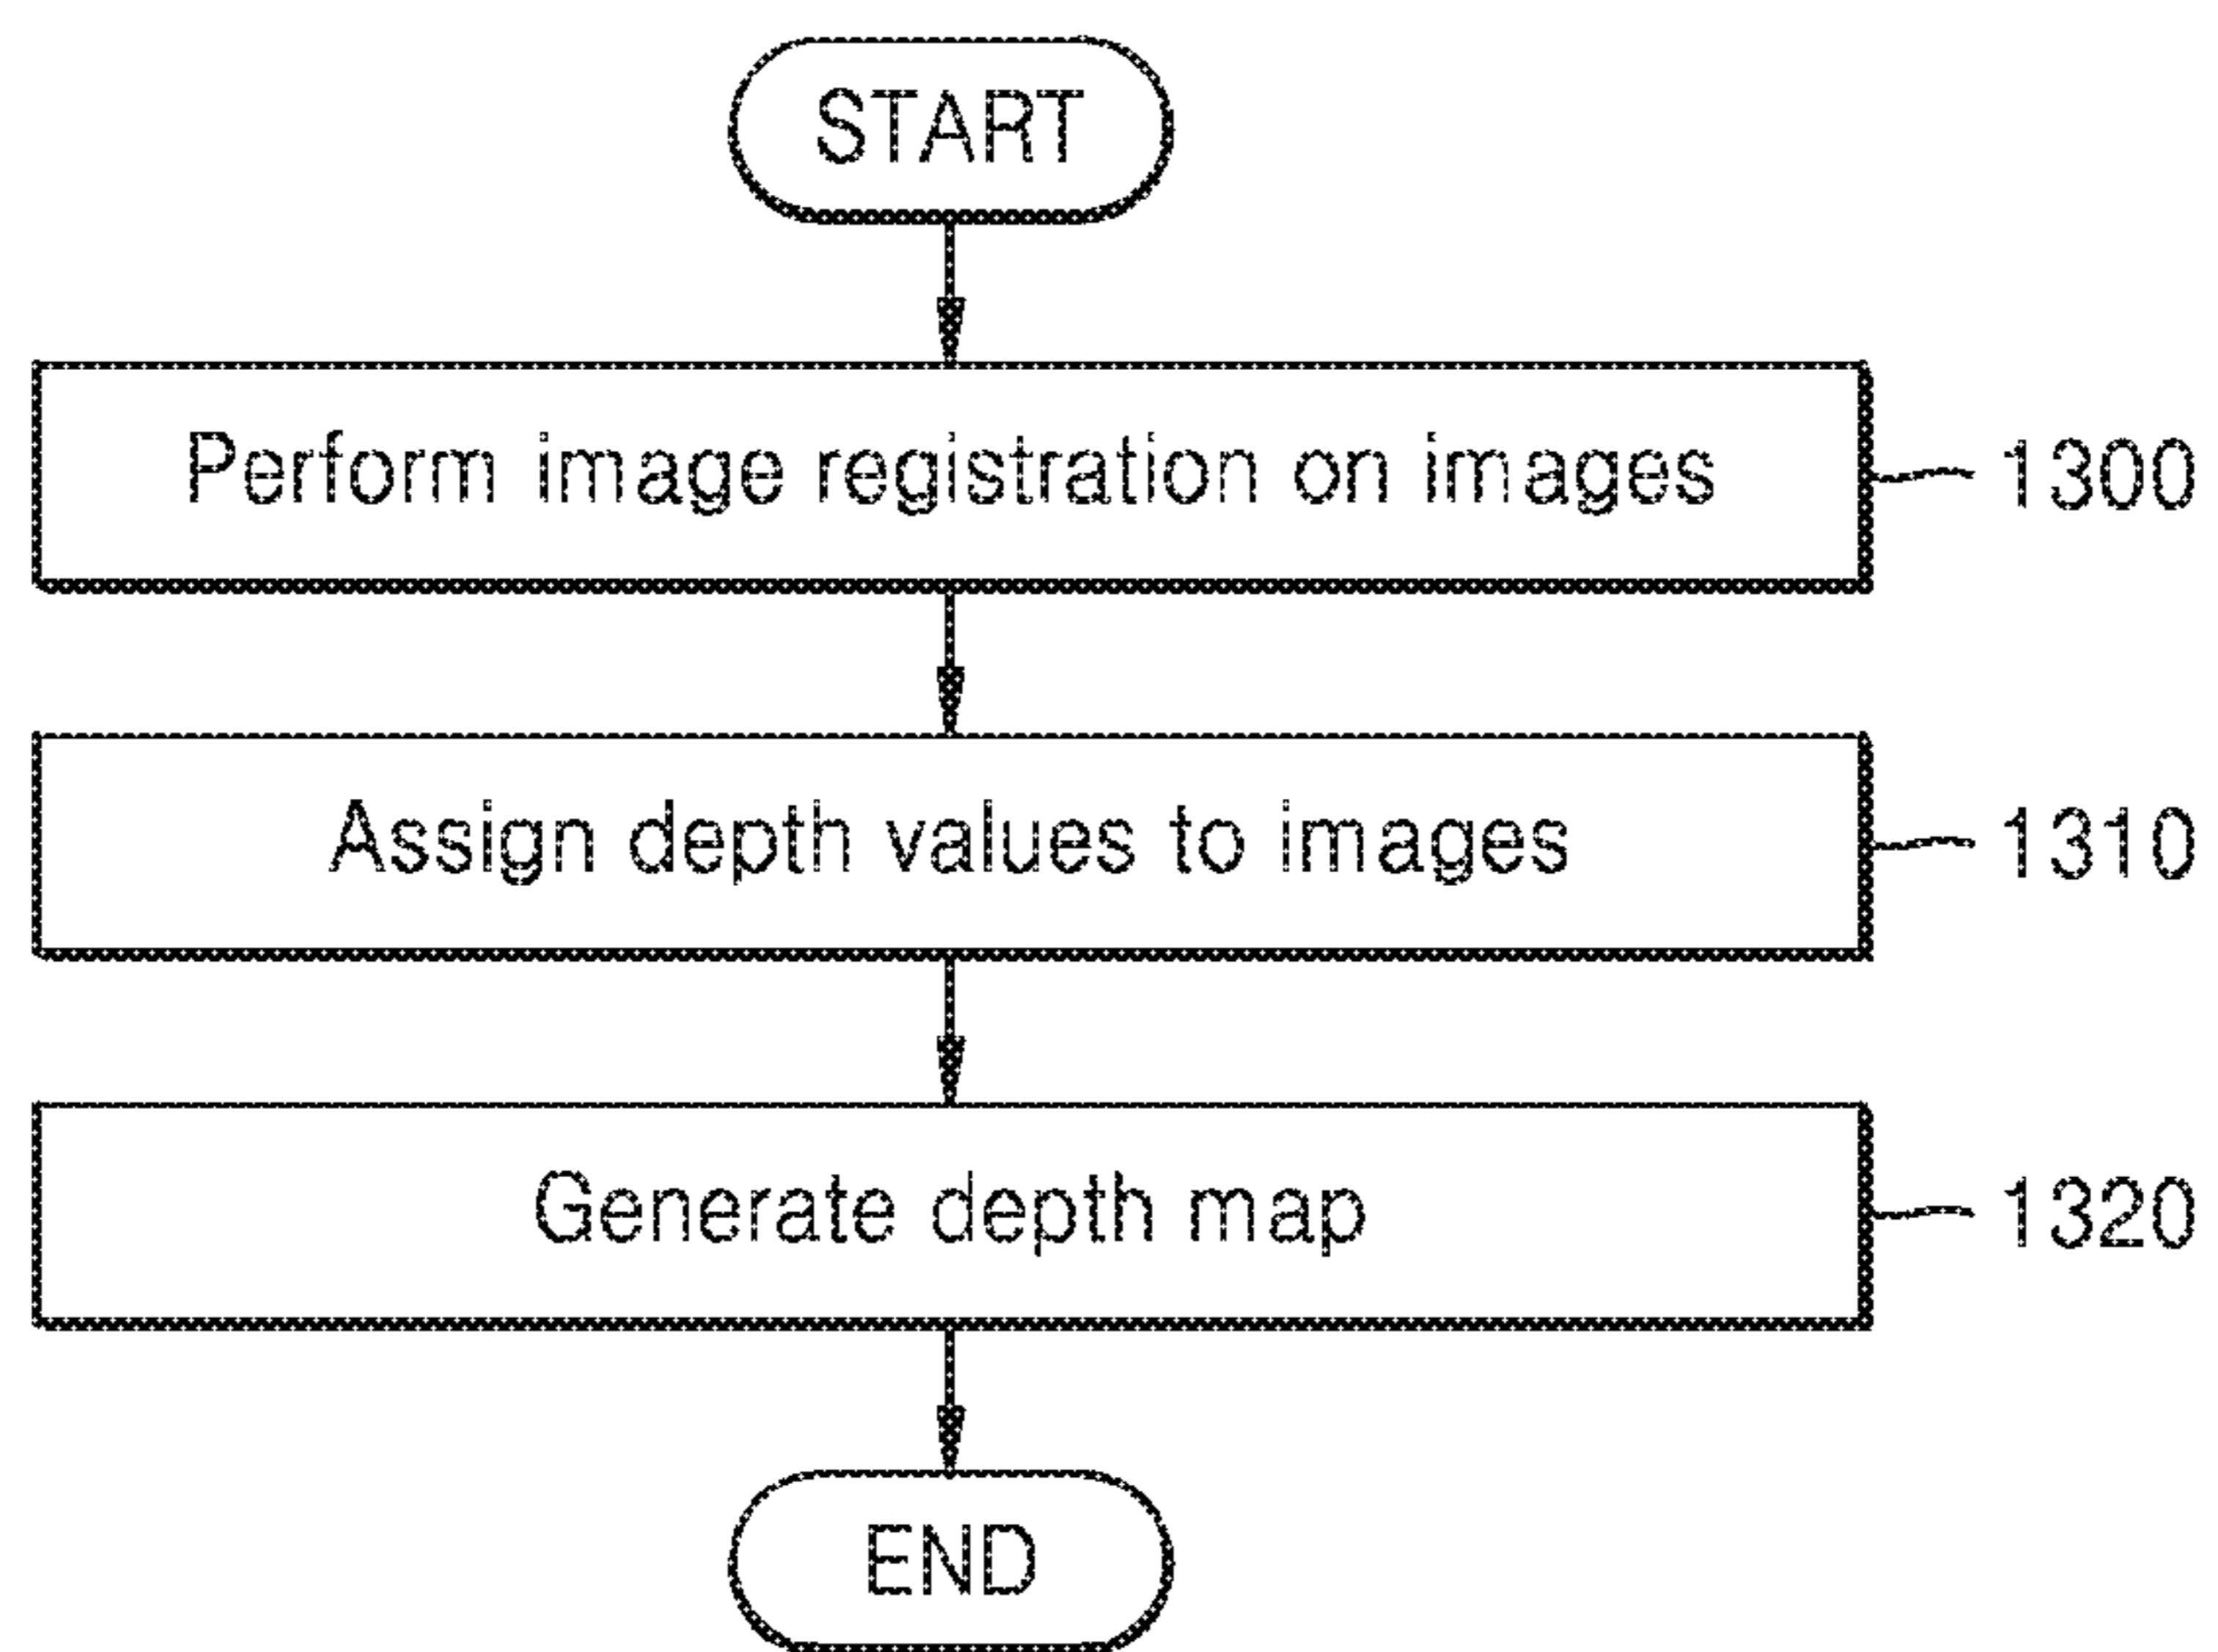 START
Perform image registration on images 1300
Assign depth values to images 1310
Generate depth map 1320
END